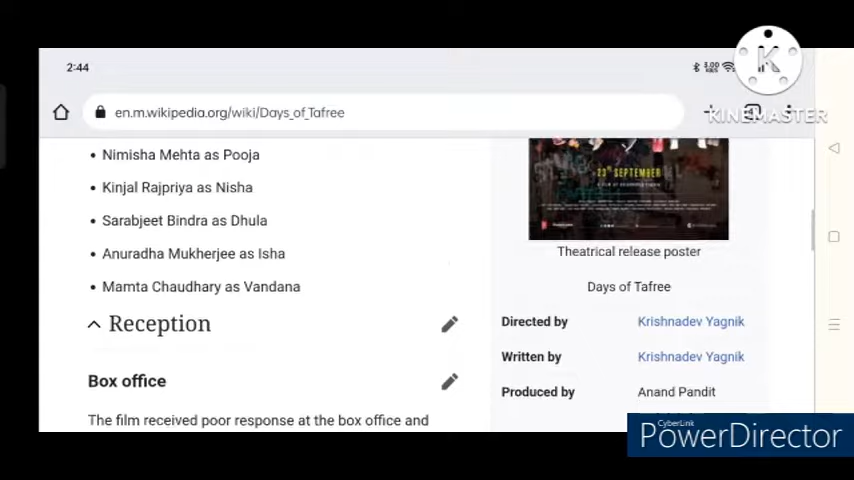 2:44
KINEMASTER
en.m.wikipedia.org/wiki/Days_of_Tafree
• Nimisha Mehta as Pooja
• Kinjal Rajpriya as Nisha
• Sarabjeet Bindra as Dhula
• Anuradha Mukherjee as Isha
• Mamta Chaudhary as Vandana
Reception
Box office
The film received poor response at the box office and
23rd SEPTEMBER
Theatrical release poster
Days of Tafree
Directed by Krishnadev Yagnik
Written by Krishnadev Yagnik
Produced by Anand Pandit
CyberLink
PowerDirector